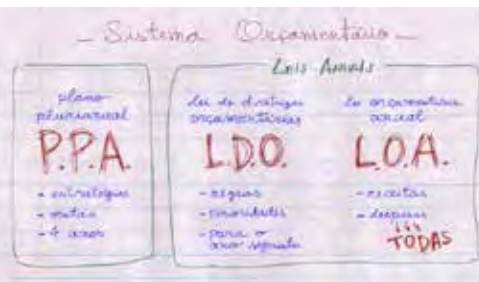 Sistema Orçamentário
Leis Anuais
plano
plurianual
P.P.A.
- estratégias
- metas
- 4 anos
lei de diretrizes
orçamentárias
L.D.O.
- regras
- prioridades
- para o
ano seguinte
lei orçamentária
anual
L.O.A.
- receitas
- despesas
TODAS